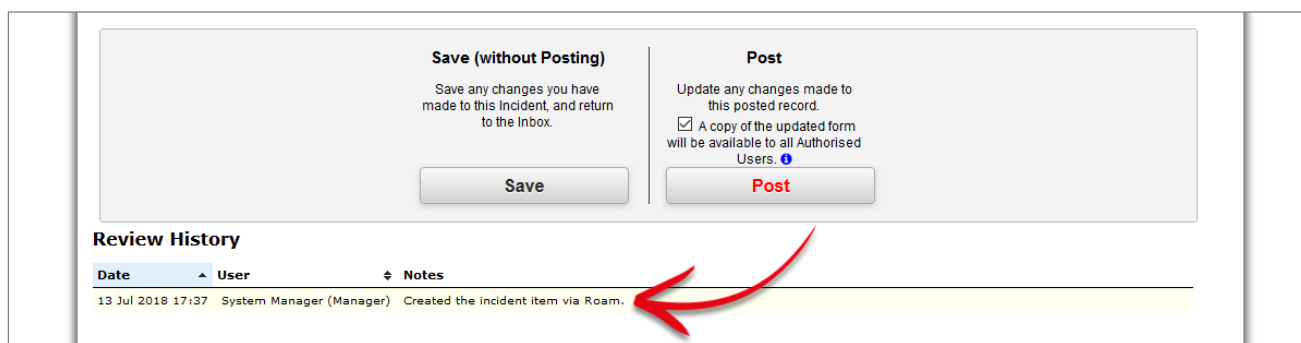 Save (without Posting)
Save any changes you have
made to this Incident, and return
to the Inbox.
Save
Post
Update any changes made to
this posted record.
A copy of the updated form
will be available to all Authorised
Users.
Post
Review History
Date User Notes
13 Jul 2018 17:37 System Manager (Manager) Created the incident item via Roam.